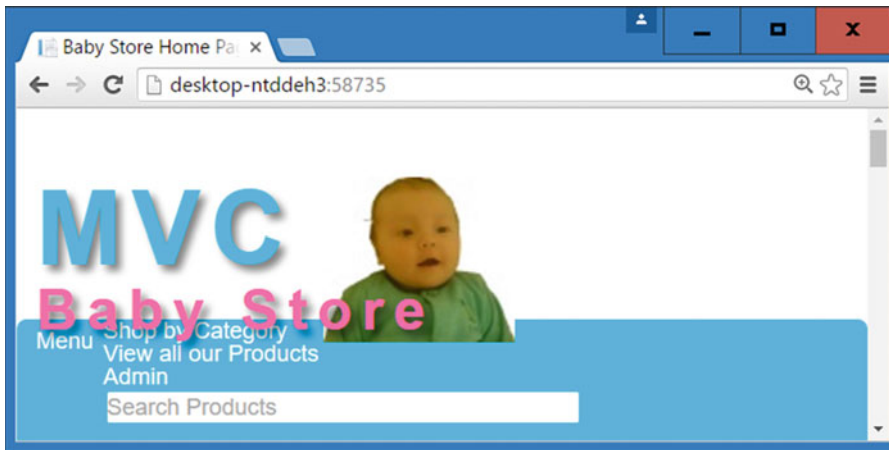 Baby Store Home Pa
desktop-ntddeh3:58735
MVC
Baby Store
Shop by Category
Menu
View all our Products
Admin
Search Products